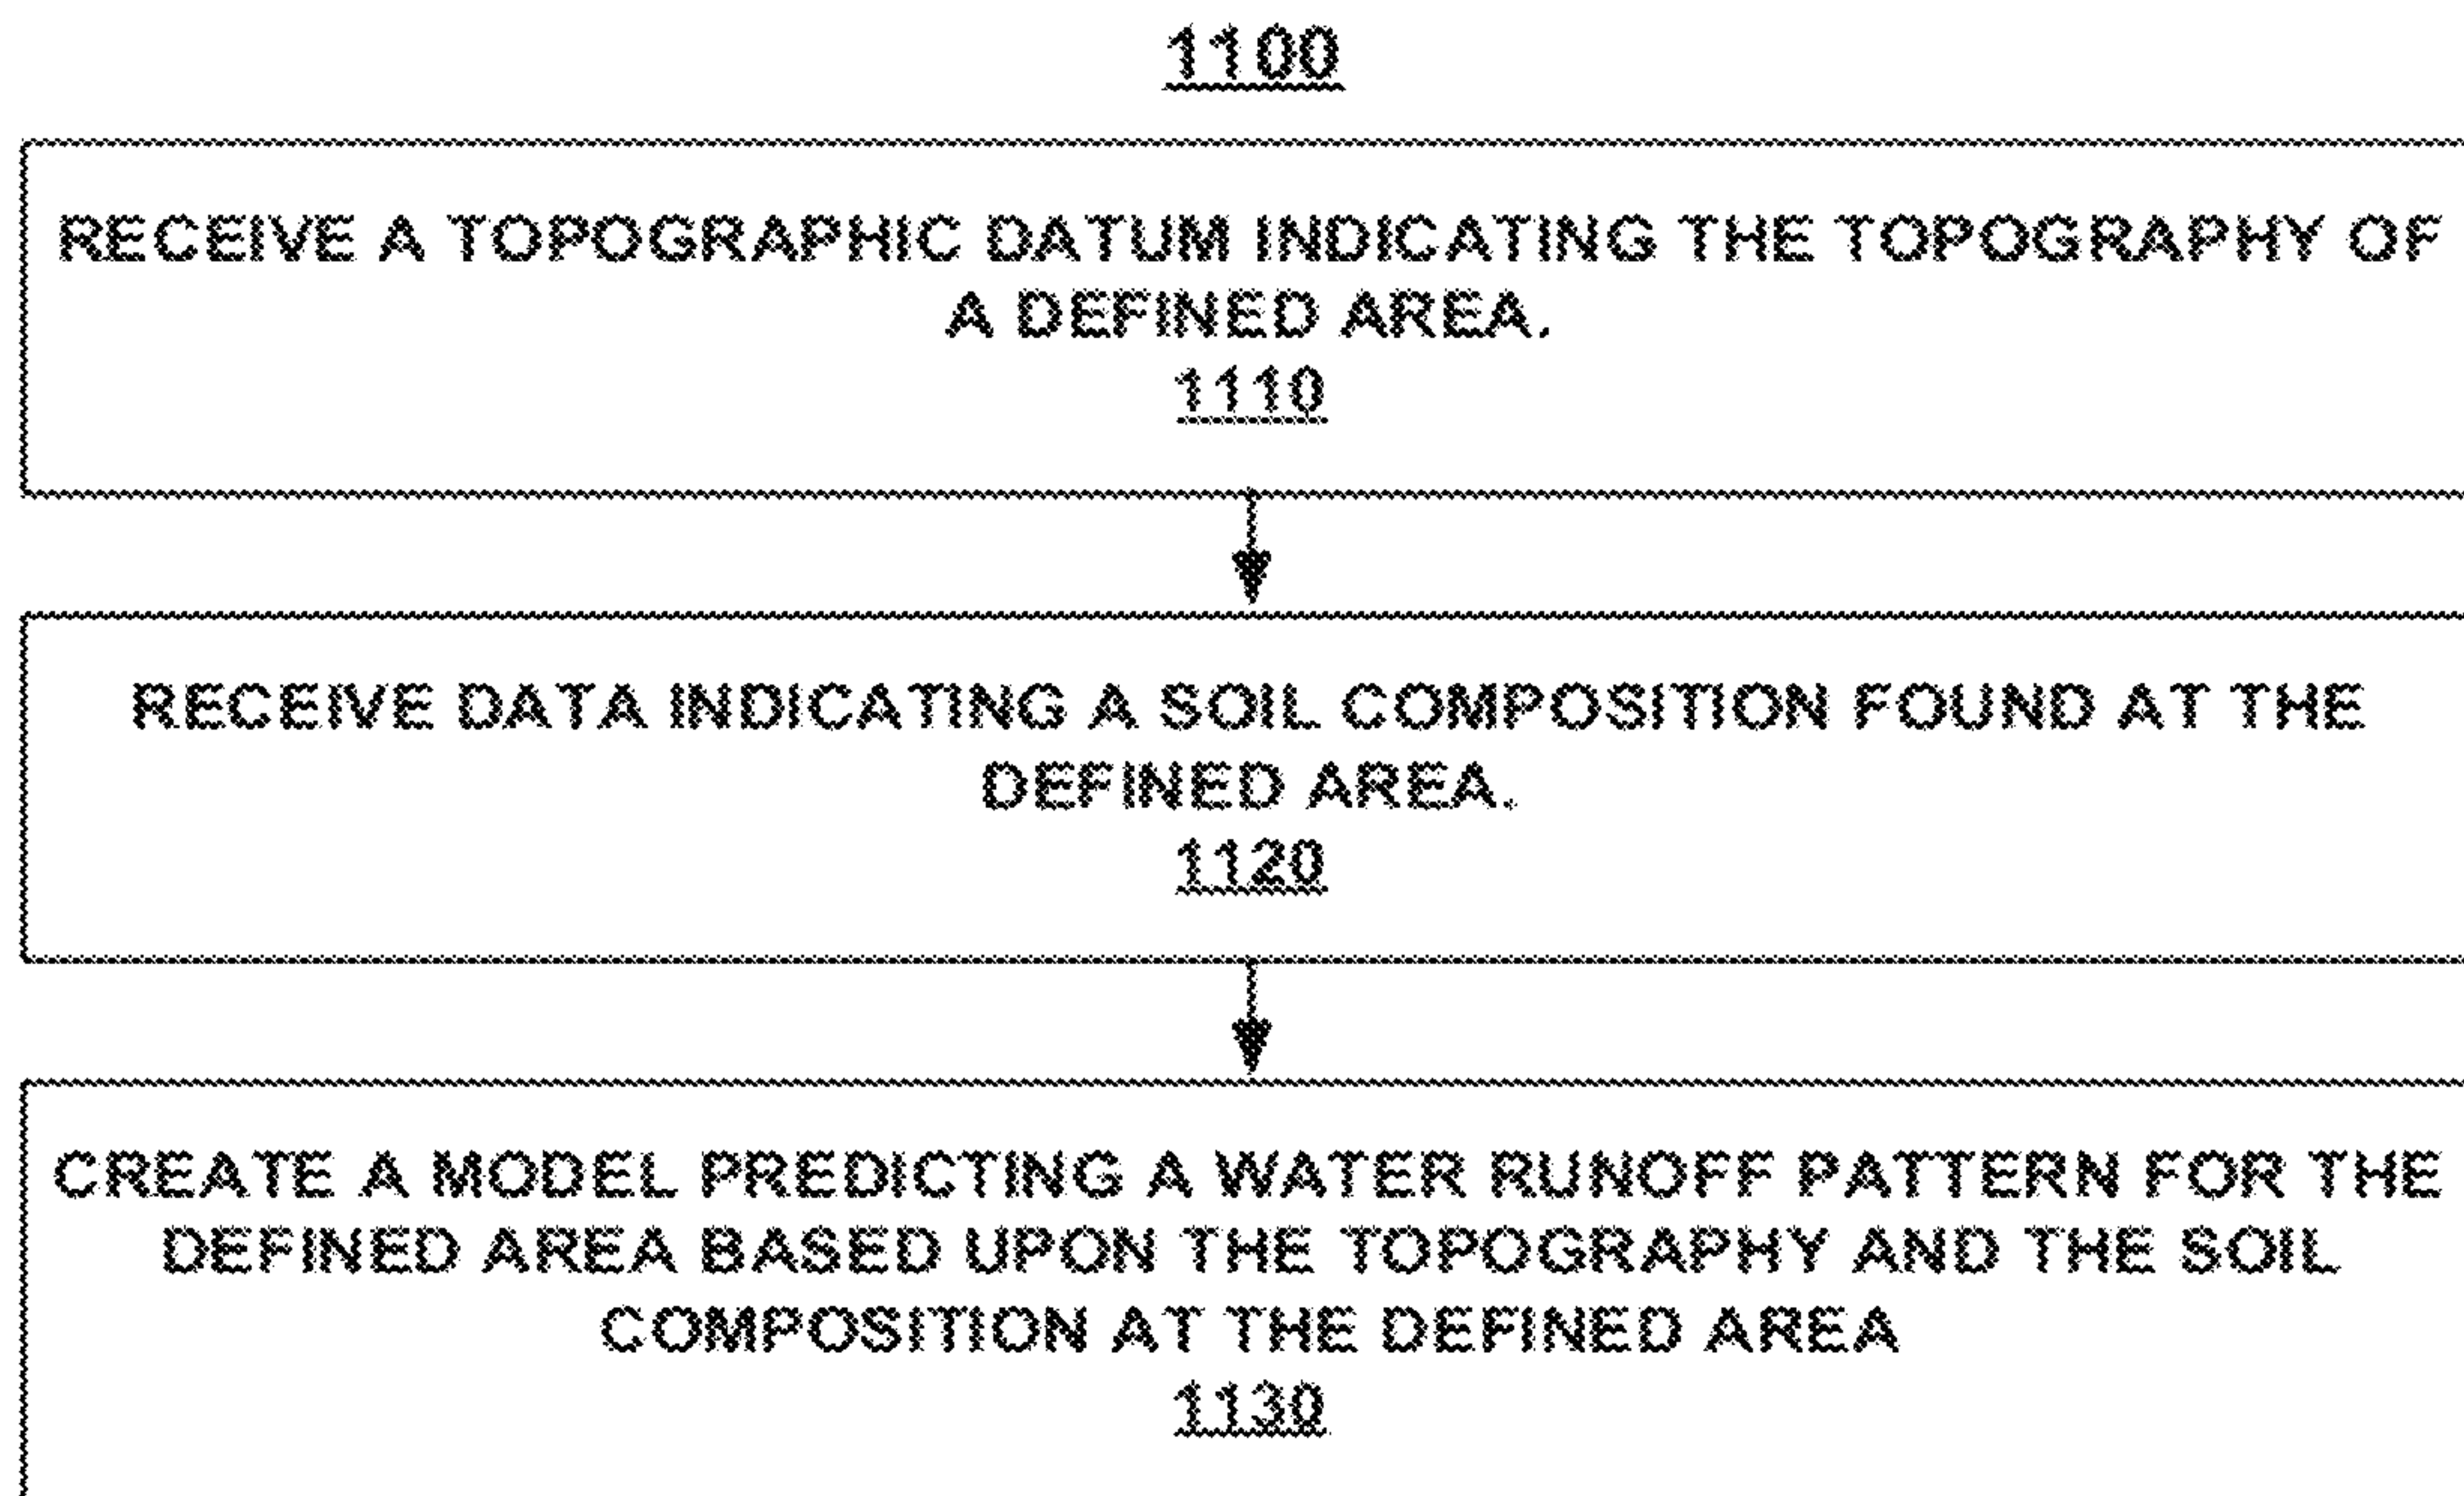 1100
RECEIVE A TOPOGRAPHIC DATUM INDICATING THE TOPOGRAPHY OF
A DEFINED AREA.
1110
RECEIVE DATA INDICATING A SOIL COMPOSITION FOUND AT THE
DEFINED AREA.
1120
CREATE A MODEL PREDICTING A WATER RUNOFF PATTERN FOR THE
DEFINED AREA BASED UPON THE TOPOGRAPHY AND THE SOIL
COMPOSITION AT THE DEFINED AREA
1130